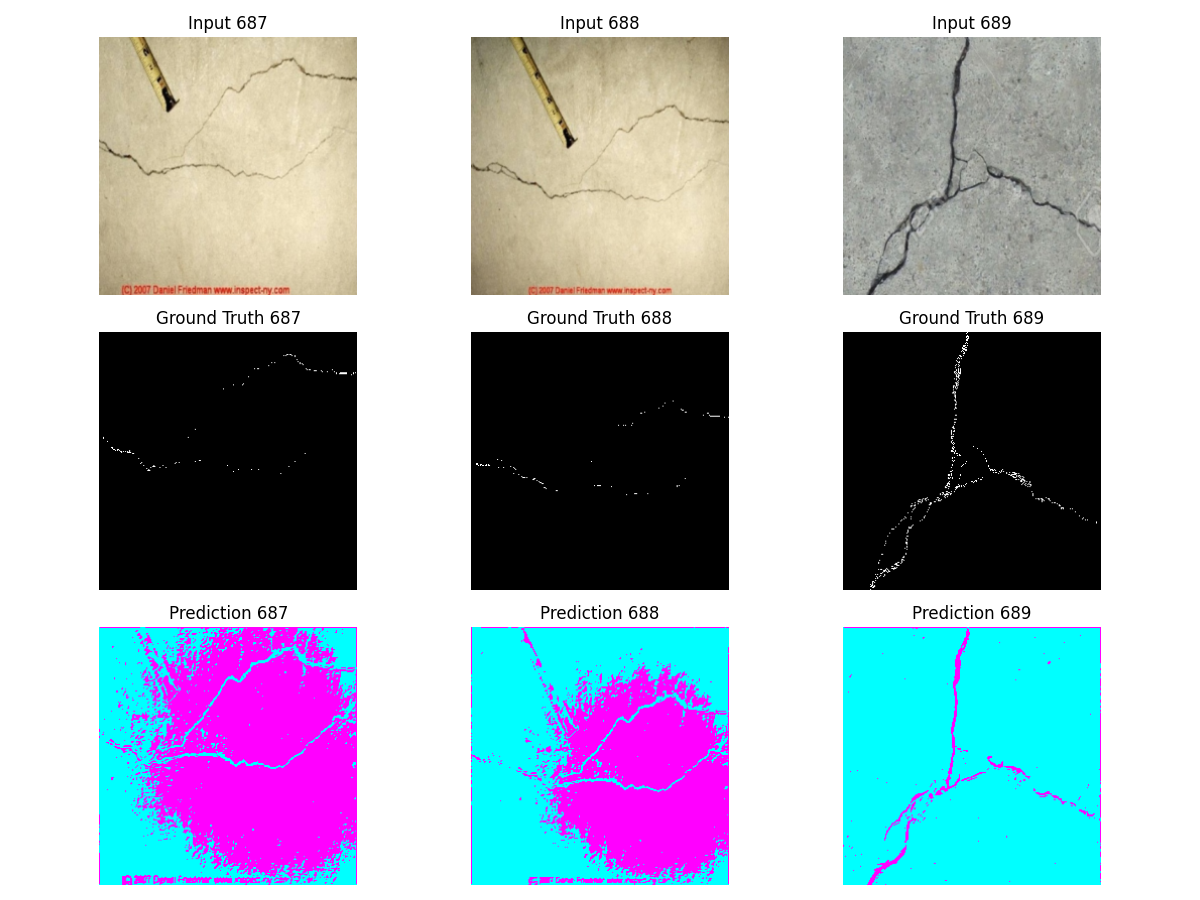 Input 687
Input 688
Input 689
(C) 2007 Daniel Friedman www.inspect-ny.com
(C) 2007 Daniel Friedman www.inspect-ny.com
Ground Truth 687
Ground Truth 688
Ground Truth 689
Prediction 687
Prediction 688
Prediction 689